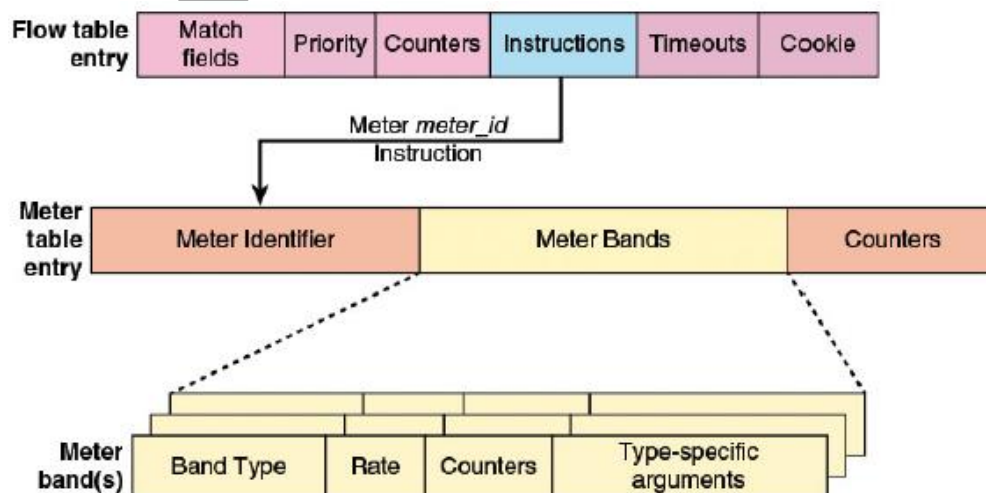 Flow table
entry
Match
fields
Priority
Counters
Instructions
Timeouts
Cookie
Meter meter_id
Instruction
Meter
table
entry
Meter Identifier
Meter Bands
Counters
Meter
band(s)
Band Type
Rate
Counters
Type-specific
arguments